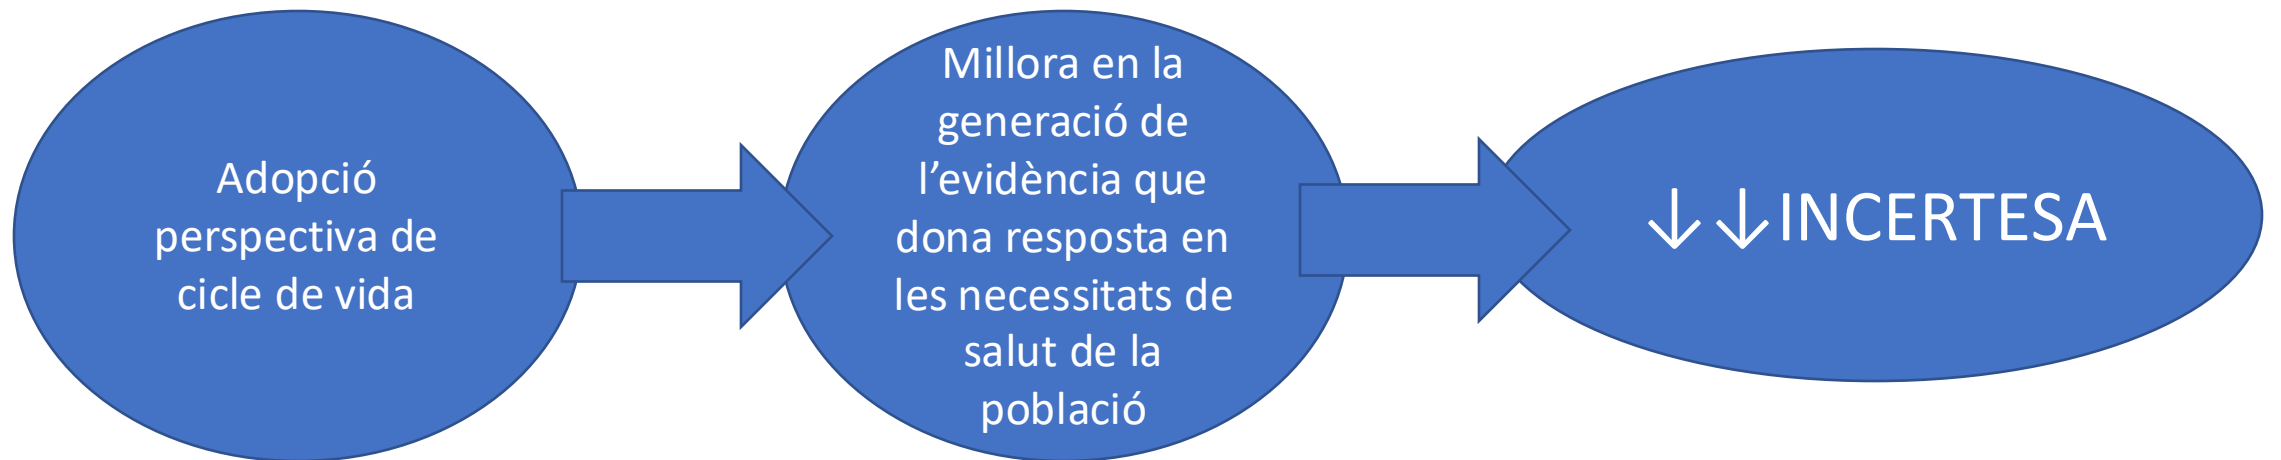 Adopció
perspectiva de
cicle de vida
Millora en la
generació de
l’evidència que
dona resposta en
les necessitats de
salut de la
població
↓↓INCERTESA